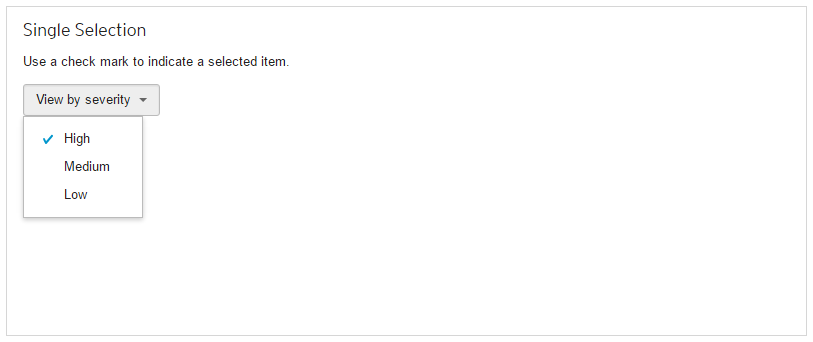 Single Selection
Use a check mark to indicate a selected item.
View by severity
High
Medium
Low